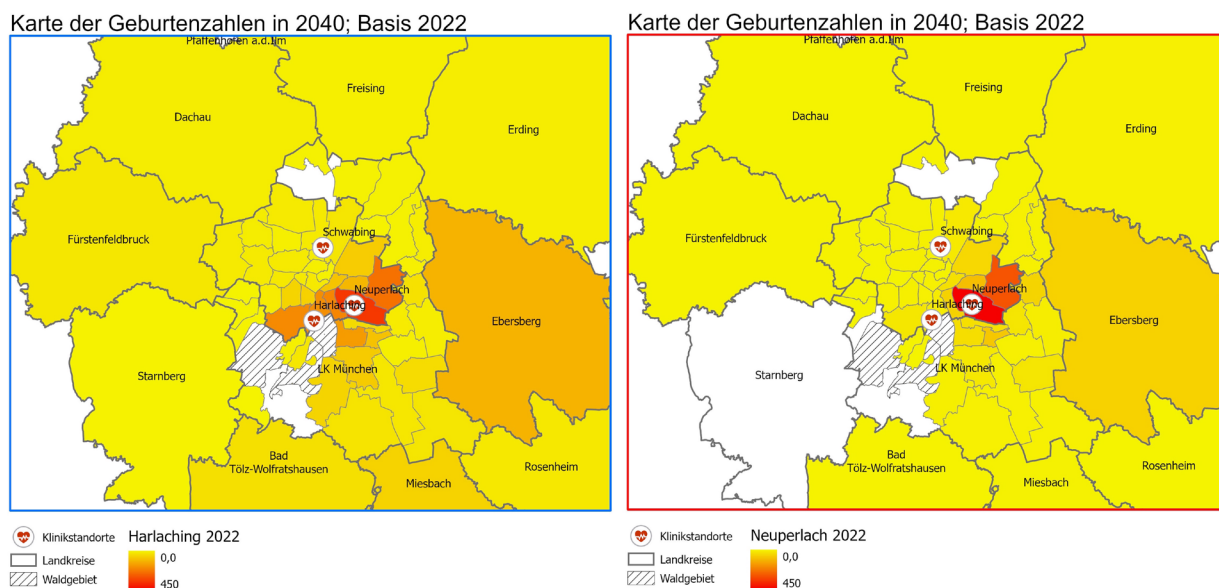 Karte der Geburtenzahlen in 2040; Basis 2022
Pfaffenhofen a.d.Ilm
Freising
Dachau
Erding
Fürstenfeldbruck
Schwabing
Neuperlach
Harlaching
Ebersberg
Starnberg
LK München
Bad
Tölz-Wolfratshausen
Miesbach
Rosenheim
Klinikstandorte
Landkreise
Waldgebiet
Harlaching 2022
0,0
450
Karte der Geburtenzahlen in 2040; Basis 2022
Pfaffenhofen a.d.Ilm
Freising
Dachau
Erding
Fürstenfeldbruck
Schwabing
Neuperlach
Harlaching
Ebersberg
Starnberg
LK München
Bad
Tölz-Wolfratshausen
Miesbach
Rosenheim
Klinikstandorte
Landkreise
Waldgebiet
Neuperlach 2022
0,0
450